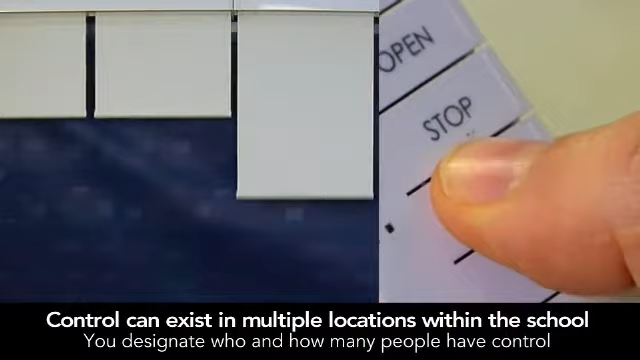 OPEN
STOP
Control can exist in multiple locations within the school
You designate who and how many people have control